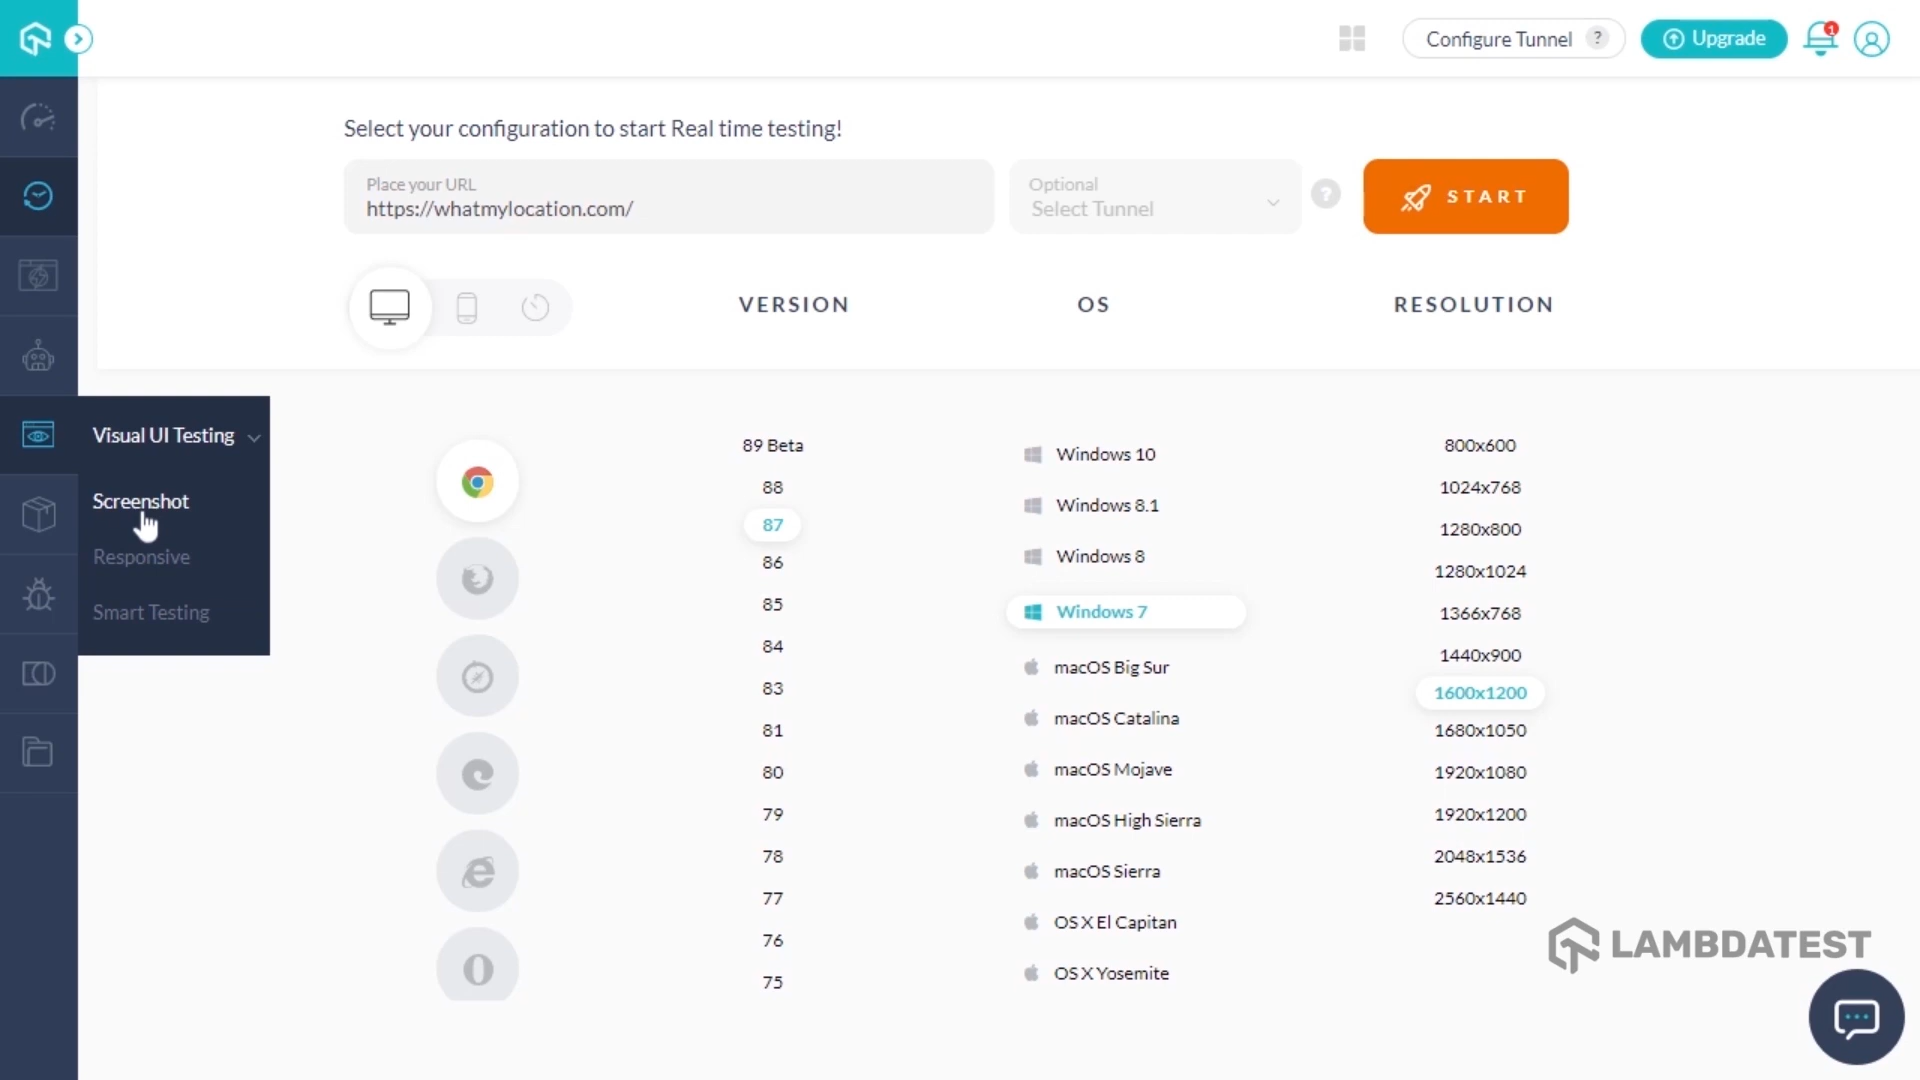 Configure Tunnel ?
Upgrade
1
Select your configuration to start Real time testing!
Place your URL
https://whatmylocation.com/
Optional
Select Tunnel
?
START
VERSION
OS
RESOLUTION
Visual UI Testing
Screenshot
Responsive
Smart Testing
89 Beta
88
87
86
85
84
83
81
80
79
78
77
76
75
Windows 10
Windows 8.1
Windows 8
Windows 7
macOS Big Sur
macOS Catalina
macOS Mojave
macOS High Sierra
macOS Sierra
OS X El Capitan
OS X Yosemite
800x600
1024x768
1280x800
1280x1024
1366x768
1440x900
1600x1200
1680x1050
1920x1080
1920x1200
2048x1536
2560x1440
LAMBDATEST